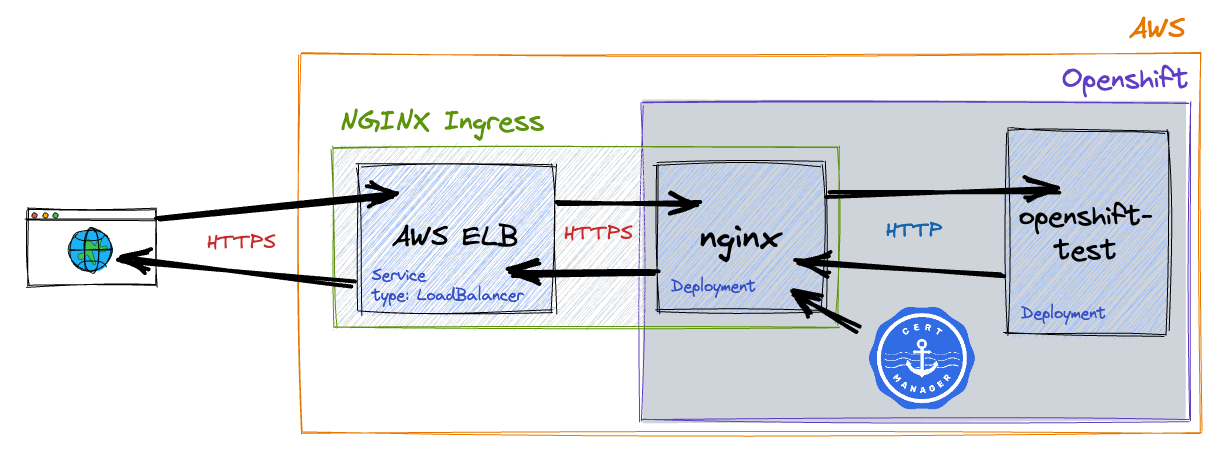 AWS
Openshift
NGINX Ingress
HTTPS
AWS ELB
Service
type: LoadBalancer
HTTPS
nginx
Deployment
HTTP
openshift-
test
Deployment
CERT
MANAGER